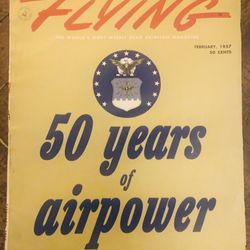 FLYING
THE WORLD'S MOST WIDELY READ AVIATION MAGAZINE
FEBRUARY, 1957
50 CENTS
50 years
of
airpower